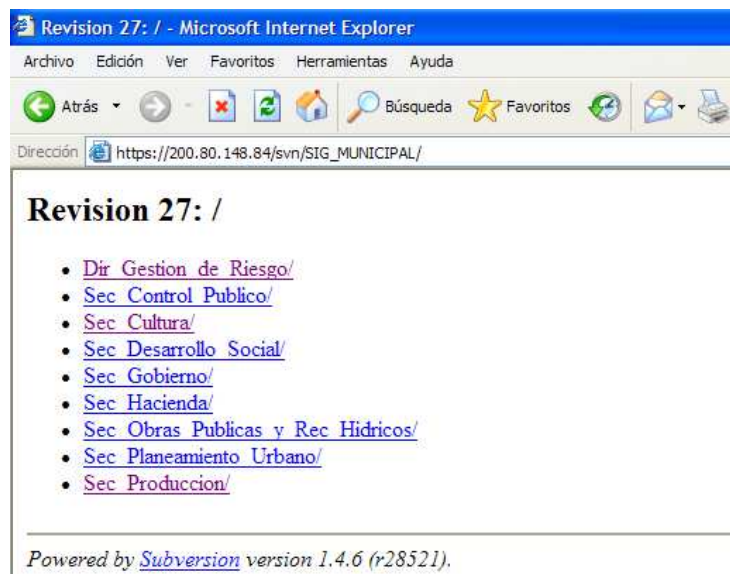 Revision 27: / - Microsoft Internet Explorer
Archivo Edición Ver Favoritos Herramientas Ayuda
Atrás Búsqueda Favoritos
Dirección https://200.80.148.84/svn/SIG_MUNICIPAL/
Revision 27: /
Dir_Gestion_de_Riesgo/
Sec_Control_Publico/
Sec_Cultura/
Sec_Desarrollo_Social/
Sec_Gobierno/
Sec_Hacienda/
Sec_Obras_Publicas_y_Rec_Hidricos/
Sec_Planeamiento_Urbano/
Sec_Produccion/
Powered by Subversion version 1.4.6 (r28521).